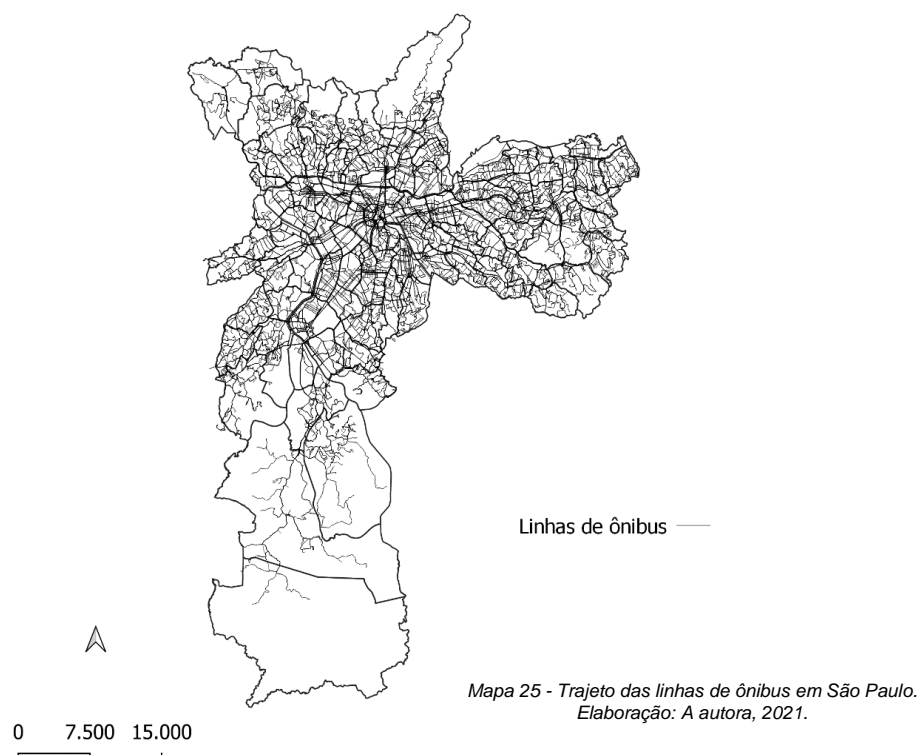 Linhas de ônibus
Mapa 25 - Trajeto das linhas de ônibus em São Paulo.
Elaboração: A autora, 2021.
0 7.500 15.000